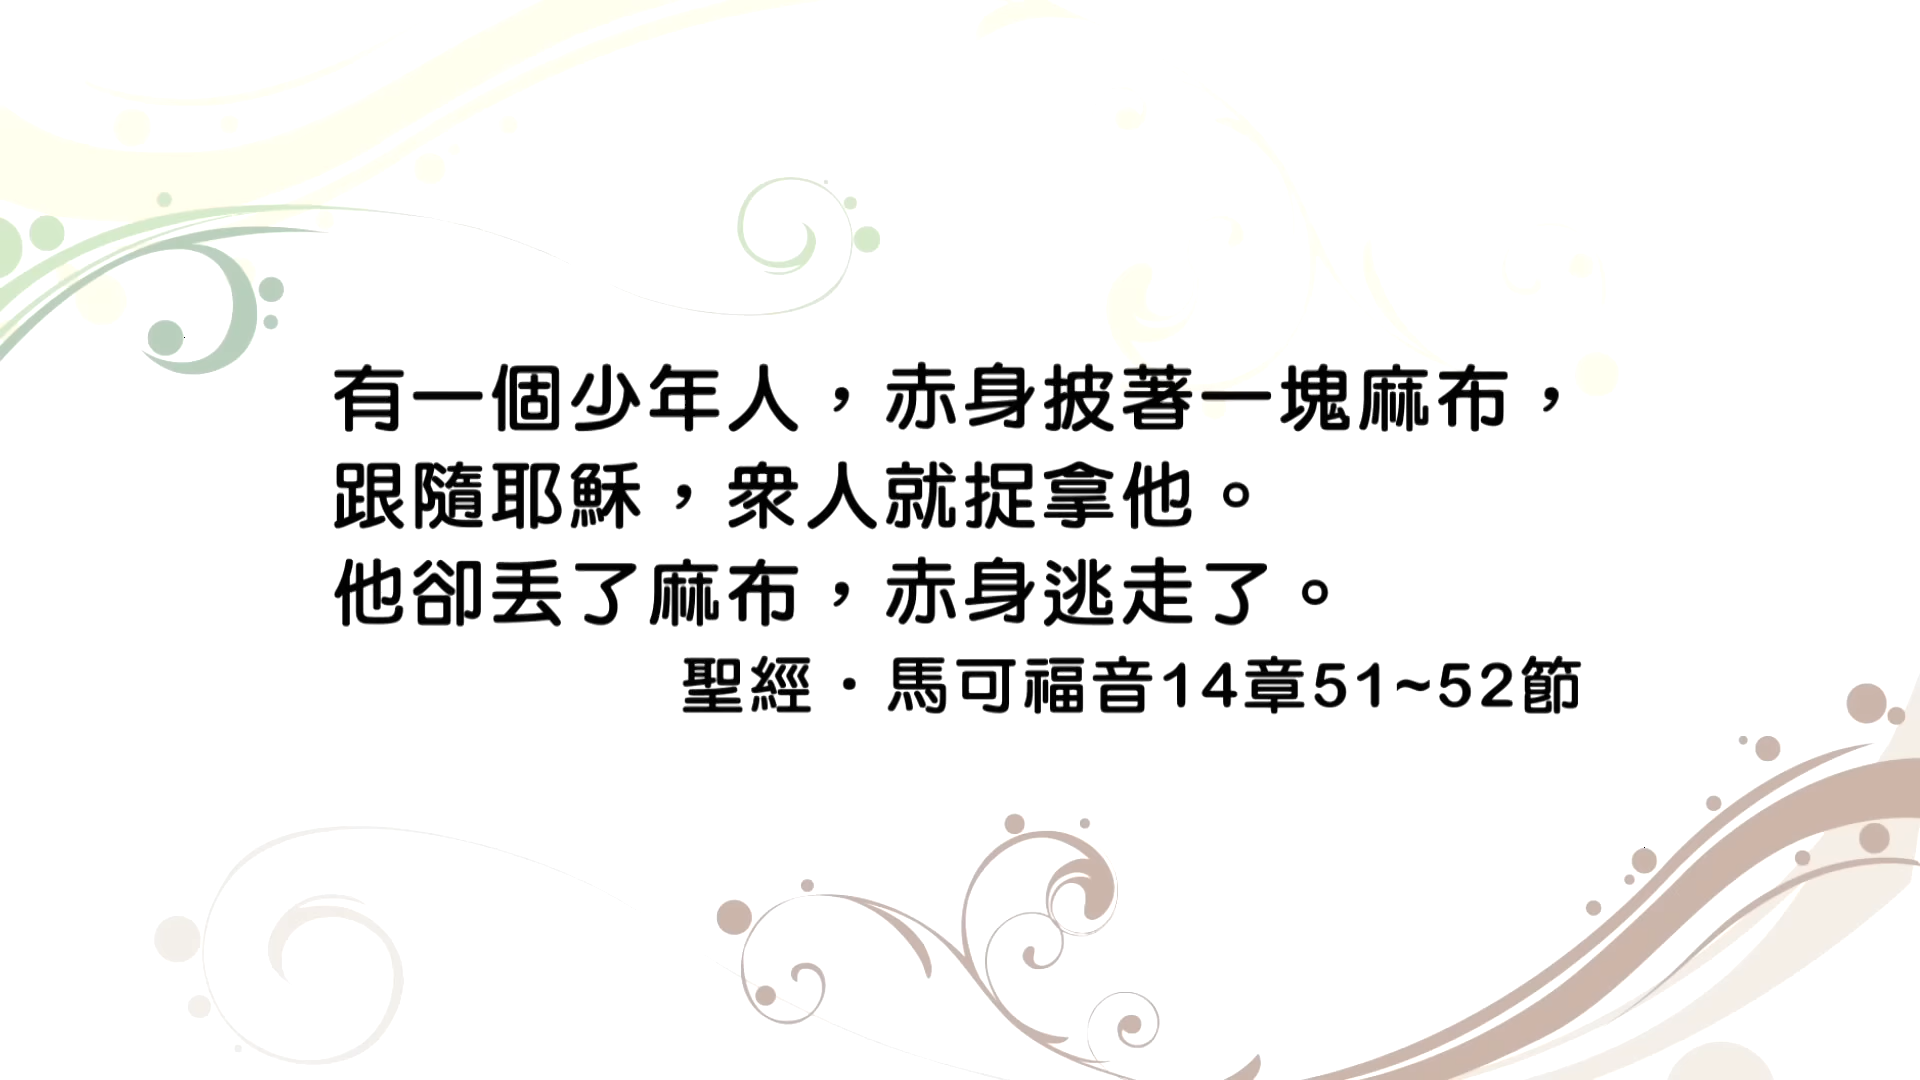 有一個少年人，赤身披著一塊麻布，
跟隨耶穌，眾人就捉拿他。
他卻丟了麻布，赤身逃走了。
聖經．馬可福音14章51~52節